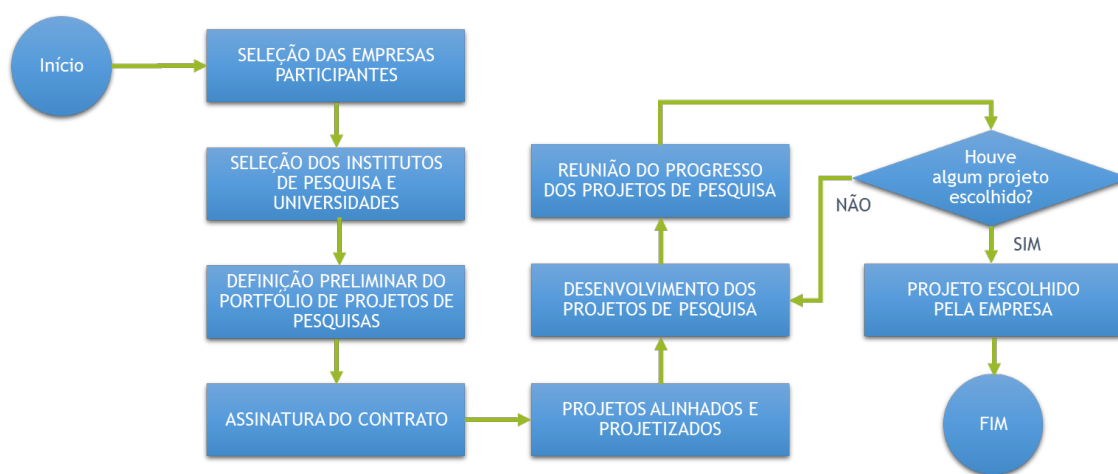 Início
SELEÇÃO DAS EMPRESAS
PARTICIPANTES
SELEÇÃO DOS INSTITUTOS
DE PESQUISA E
UNIVERSIDADES
DEFINIÇÃO PRELIMINAR DO
PORTFÓLIO DE PROJETOS DE
PESQUISAS
ASSINATURA DO CONTRATO
PROJETOS ALINHADOS E
PROJETIZADOS
DESENVOLVIMENTO DOS
PROJETOS DE PESQUISA
REUNIÃO DO PROGRESSO
DOS PROJETOS DE PESQUISA
Houve
algum projeto
escolhido?
NÃO
SIM
PROJETO ESCOLHIDO
PELA EMPRESA
FIM